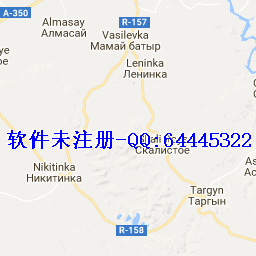 A-350
R-157
Almasay
Алмасай
Vasilevka
Мамай батыр
Leninka
Ленинка
软件未注册-QQ:64445322
Скалистое
Nikitinka
Никитинка
Targyn
Таргын
R-158